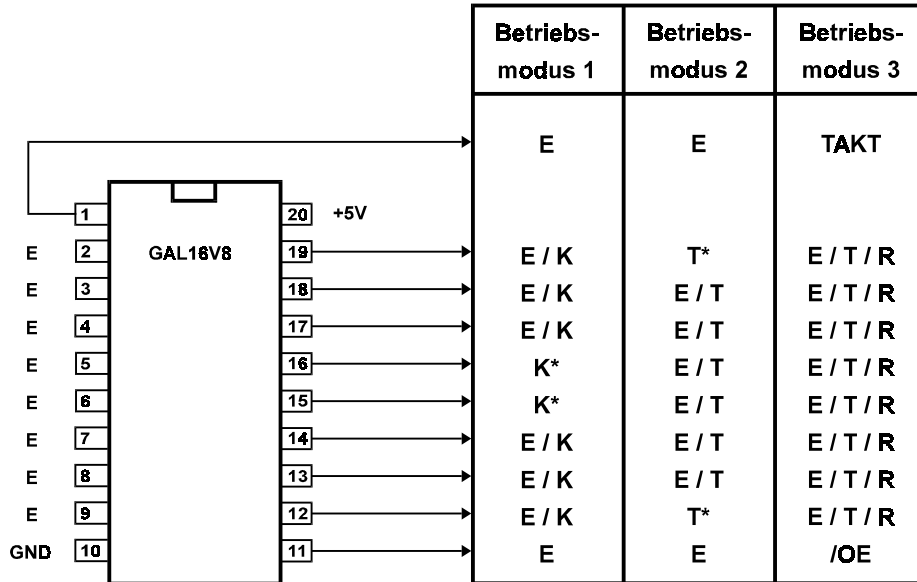 Betriebs- Betriebs- Betriebs-
modus 1 modus 2 modus 3
E E TAKT
1 20 +5V
E 2 GAL16V8 19 E / K T* E / T / R
E 3 18 E / K E / T E / T / R
E 4 17 E / K E / T E / T / R
E 5 16 K* E / T E / T / R
E 6 15 K* E / T E / T / R
E 7 14 E / K E / T E / T / R
E 8 13 E / K E / T E / T / R
E 9 12 E / K T* E / T / R
GND 10 11 E E /OE